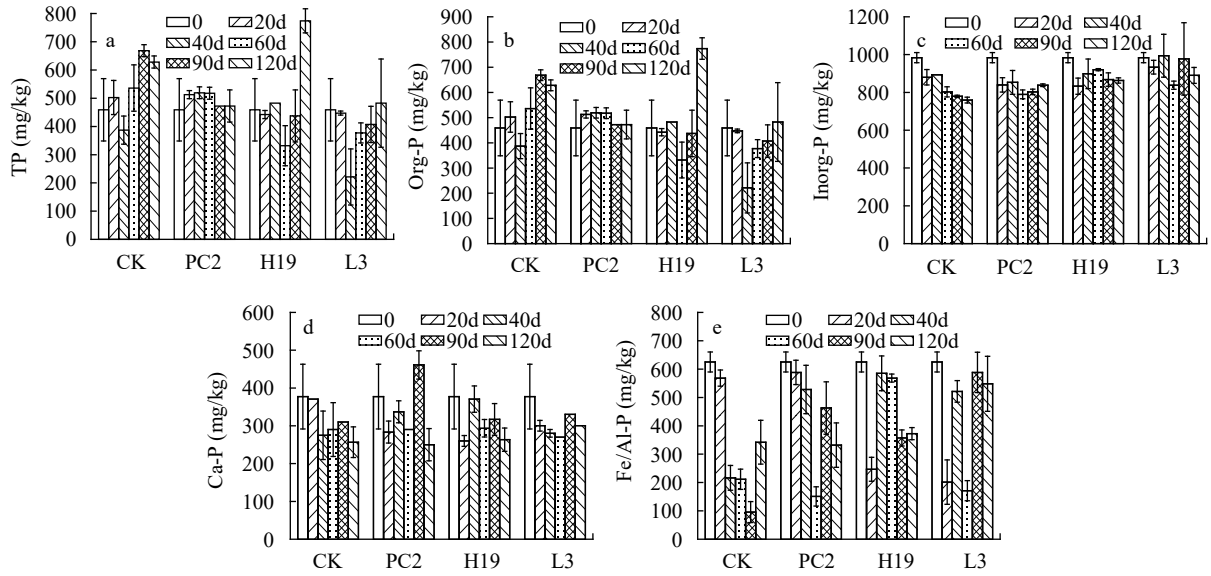 a
0 20d
40d 60d
90d 120d
TP (mg/kg)
800
700
600
500
400
300
200
100
0
CK PC2 H19 L3
b
0 20d
40d 60d
90d 120d
Org-P (mg/kg)
900
800
700
600
500
400
300
200
100
0
CK PC2 H19 L3
c
0 20d 40d
60d 90d 120d
Inorg-P (mg/kg)
1200
1000
800
600
400
200
0
CK PC2 H19 L3
d
0 20d 40d
60d 90d 120d
Ca-P (mg/kg)
600
500
400
300
200
100
0
CK PC2 H19 L3
e
0 20d 40d
60d 90d 120d
Fe/Al-P (mg/kg)
800
700
600
500
400
300
200
100
0
CK PC2 H19 L3